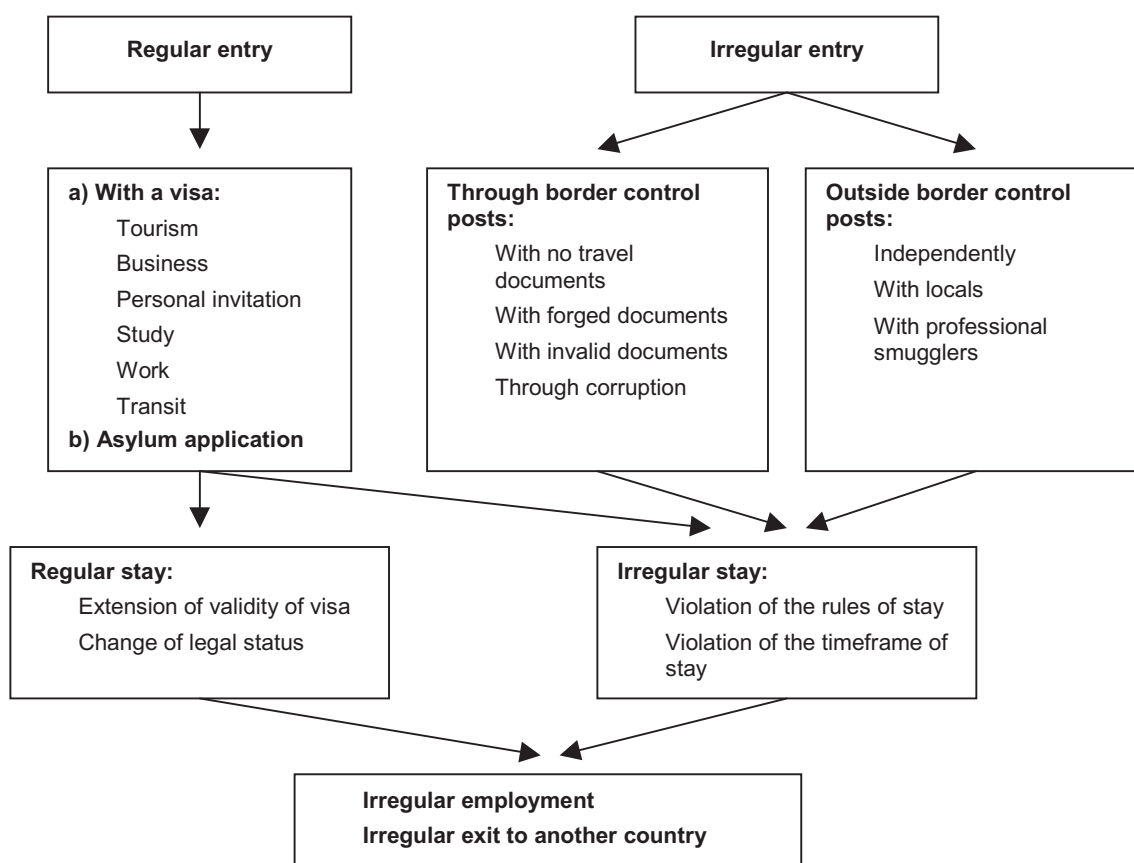 Regular entry
Irregular entry
a) With a visa:
Tourism
Business
Personal invitation
Study
Work
Transit
b) Asylum application
Through border control
posts:
With no travel
documents
With forged documents
With invalid documents
Through corruption
Outside border control
posts:
Independently
With locals
With professional
smugglers
Regular stay:
Extension of validity of visa
Change of legal status
Irregular stay:
Violation of the rules of stay
Violation of the timeframe of
stay
Irregular employment
Irregular exit to another country